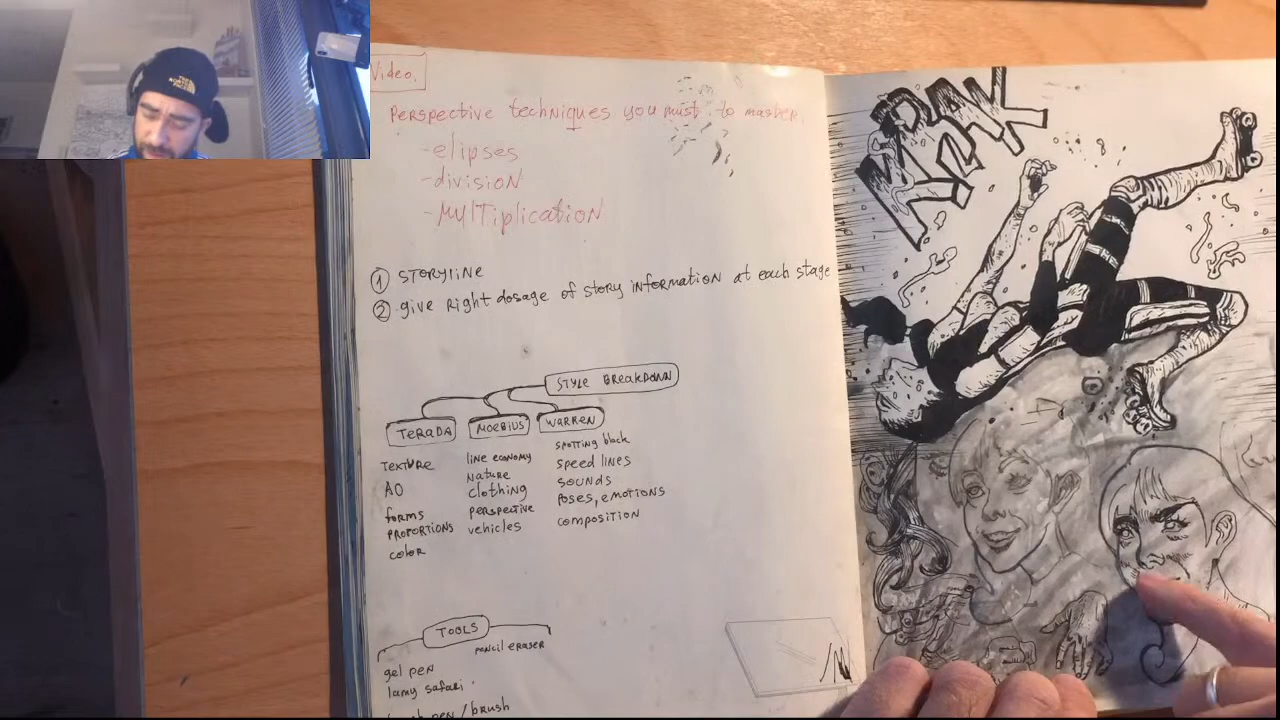 THE NORTH FACE
Video.
Perspective techniques you must to master.
-elipses
-division
-MulTiplication
① STORYLINE
② give Right dosage of STORY INFORMATION at each stage
STYLE BREAKDOWN
TERADA
MOEBIUS
WARREN
TEXTURE
AO
forms
PROPORTIONS
color
line economy
Nature
clothing
perspective
vehicles
spotting black
speed lines
sounds
poses, emotions
composition
TOOLS
pencil eraser
gel pen
lamy safari
pen / brush